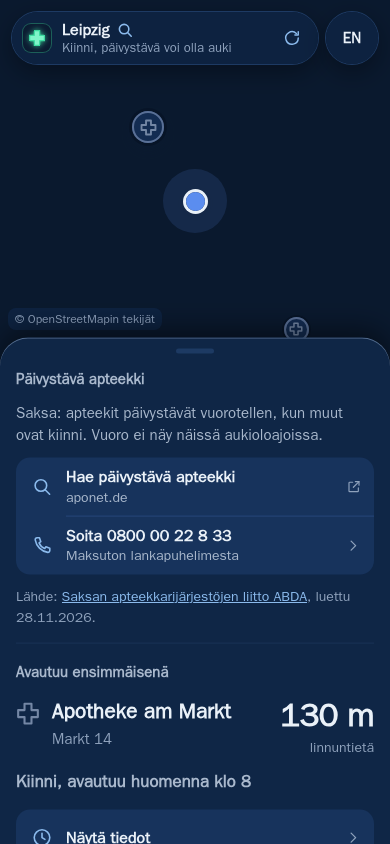 Leipzig
EN
Kiinni, päivystävä voi olla auki
© OpenStreetMapin tekijät
Päivystävä apteekki
Saksa: apteekit päivystävät vuorotellen, kun muut
ovat kiinni. Vuoro ei näy näissä aukioloajoissa.
Hae päivystävä apteekki
aponet.de
Soita 0800 00 22 8 33
Maksuton lankapuhelimesta
Lähde: Saksan apteekkarijärjestöjen liitto ABDA, luettu
28.11.2026.
Avautuu ensimmäisenä
Apotheke am Markt
130 m
Markt 14
linnuntietä
Kiinni, avautuu huomenna klo 8
Näytä tiedot